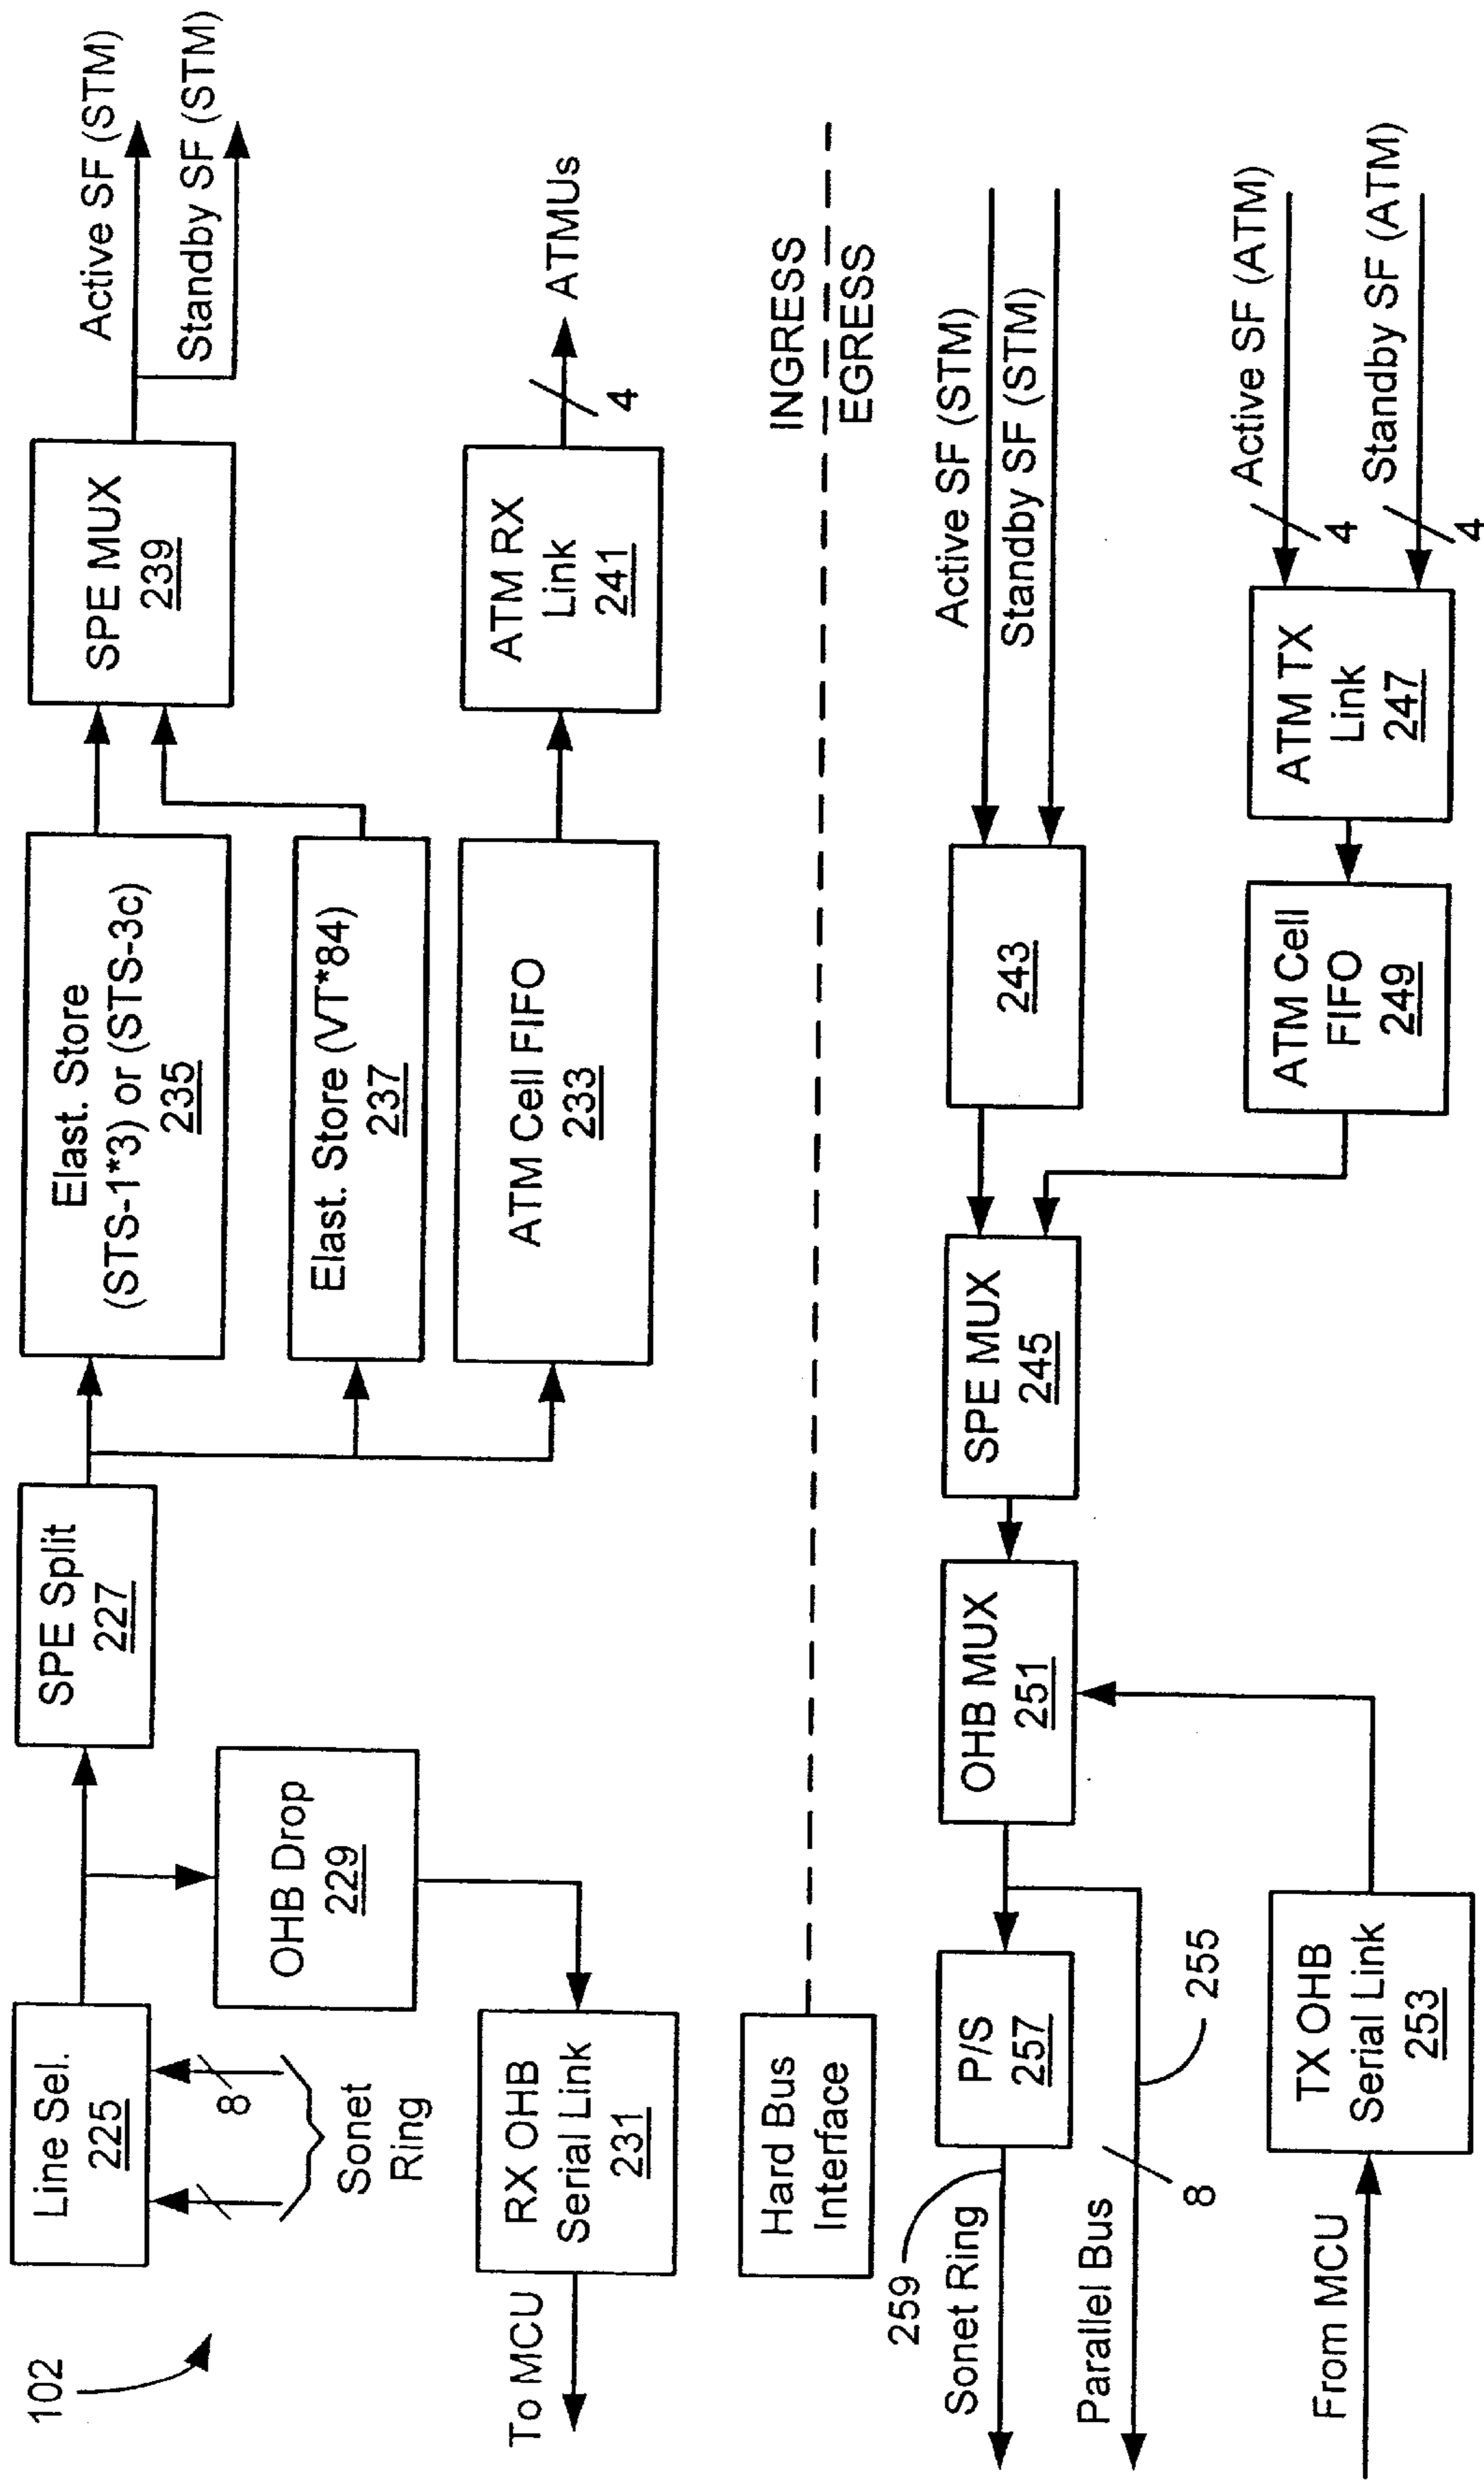 102
Line Sel.
225
8
Sonet
Ring
OHB Drop
229
RX OHB
Serial Link
231
To MCU
SPE Split
227
Elast. Store
(STS-1*3) or (STS-3c)
235
Elast. Store (VT*84)
237
ATM Cell FIFO
233
SPE MUX
239
ATM RX
Link
241
Active SF (STM)
Standby SF (STM)
4
ATMUs
Hard Bus
Interface
INGRESS
EGRESS
259
Sonet Ring
P/S
257
Parallel Bus
8
255
From MCU
TX OHB
Serial Link
253
OHB MUX
251
SPE MUX
245
243
Active SF (STM)
Standby SF (STM)
ATM Cell
FIFO
249
ATM TX
Link
247
4
Active SF (ATM)
4
Standby SF (ATM)